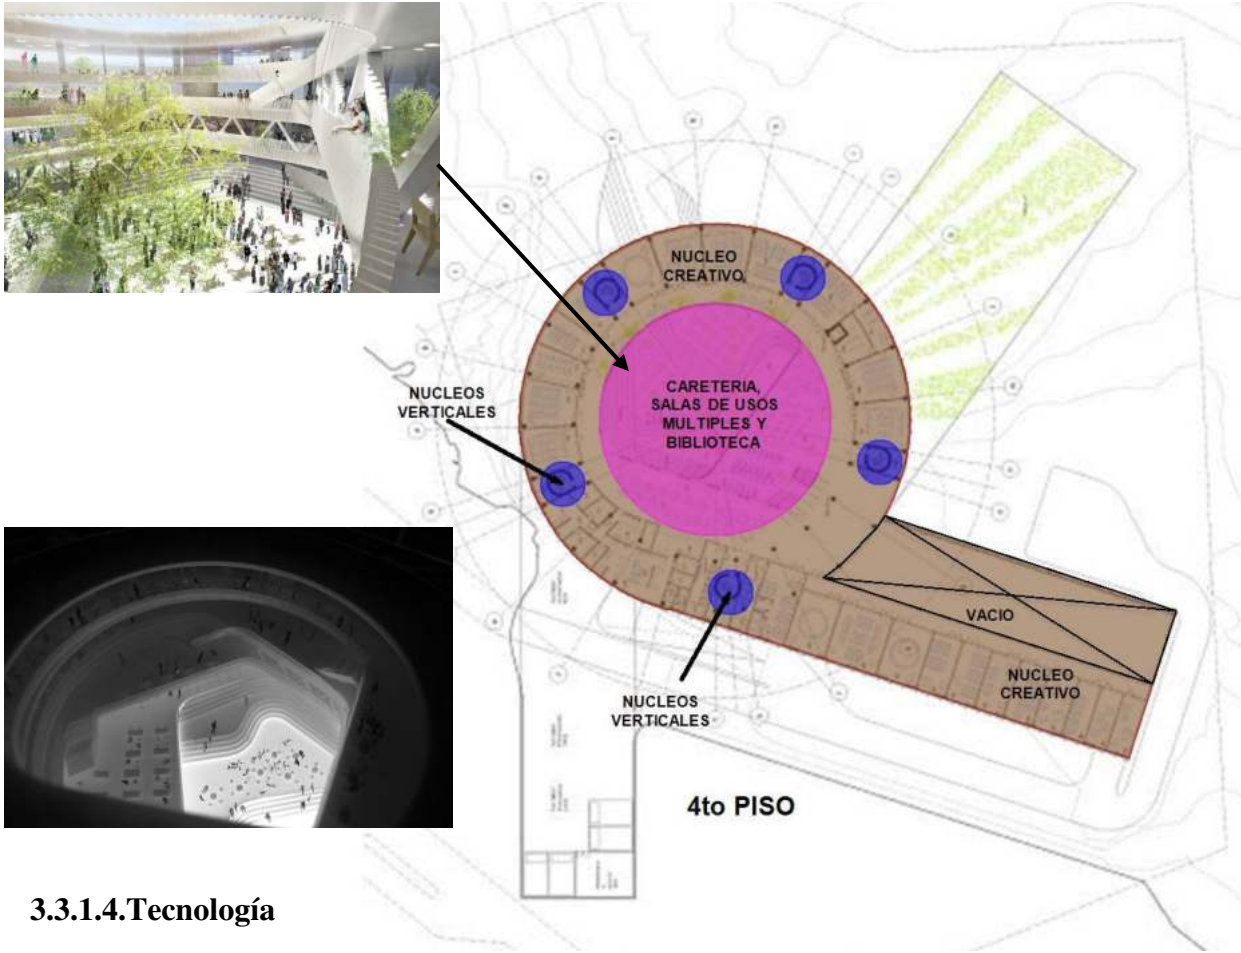 NUCLEO
CREATIVO
CARETERIA,
SALAS DE USOS
MULTIPLES Y
BIBLIOTECA
NUCLEOS
VERTICALES
VACIO
NUCLEO
CREATIVO
NUCLEOS
VERTICALES
4to PISO
3.3.1.4.Tecnología